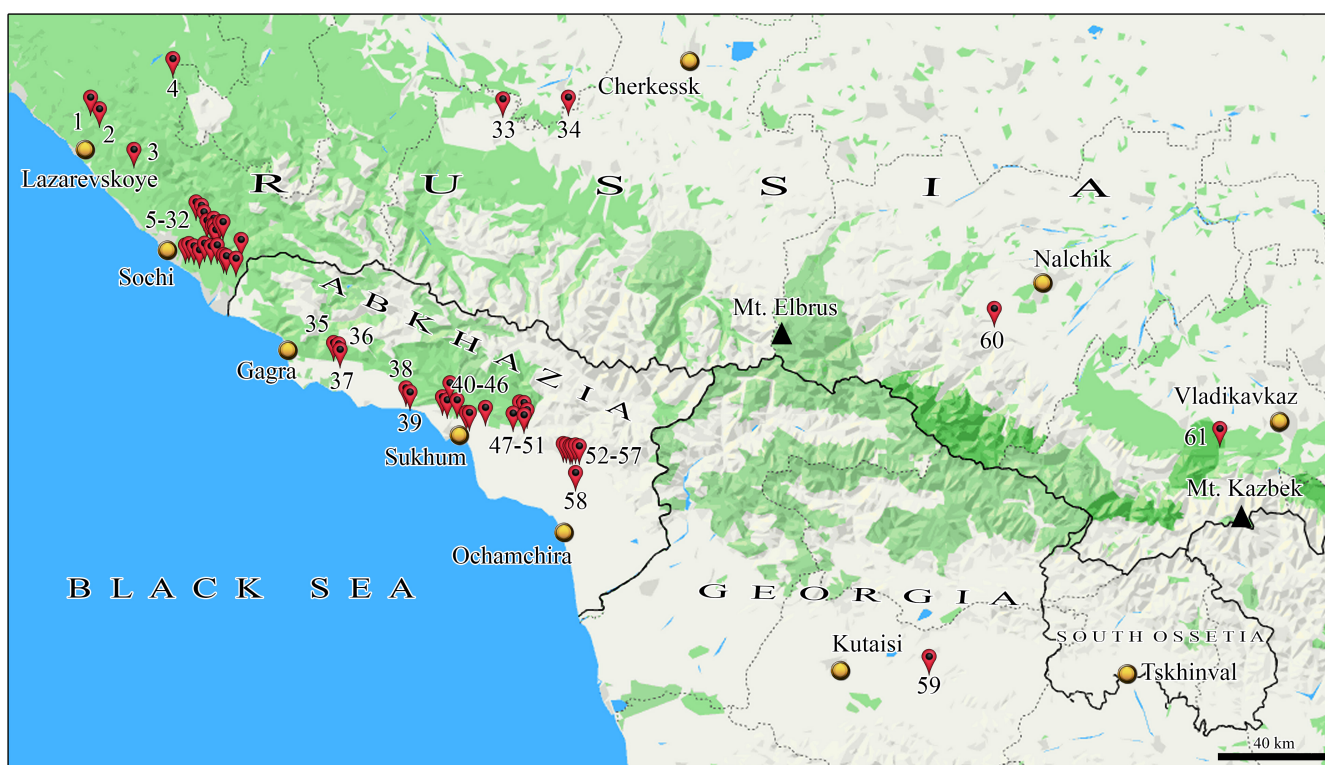 4
Cherkessk
1
2
33
34
3
Lazarevskoye
RUSSIA
5-32
Sochi
Nalchik
ABKHAZIA
Mt. Elbrus
35
36
60
Gagra
37
38
40-46
39
Vladikavkaz
61
47-51
Sukhum
52-57
58
Mt. Kazbek
Ochamchira
BLACK SEA
GEORGIA
SOUTH OSSETIA
Kutaisi
59
Tskhinval
40 km